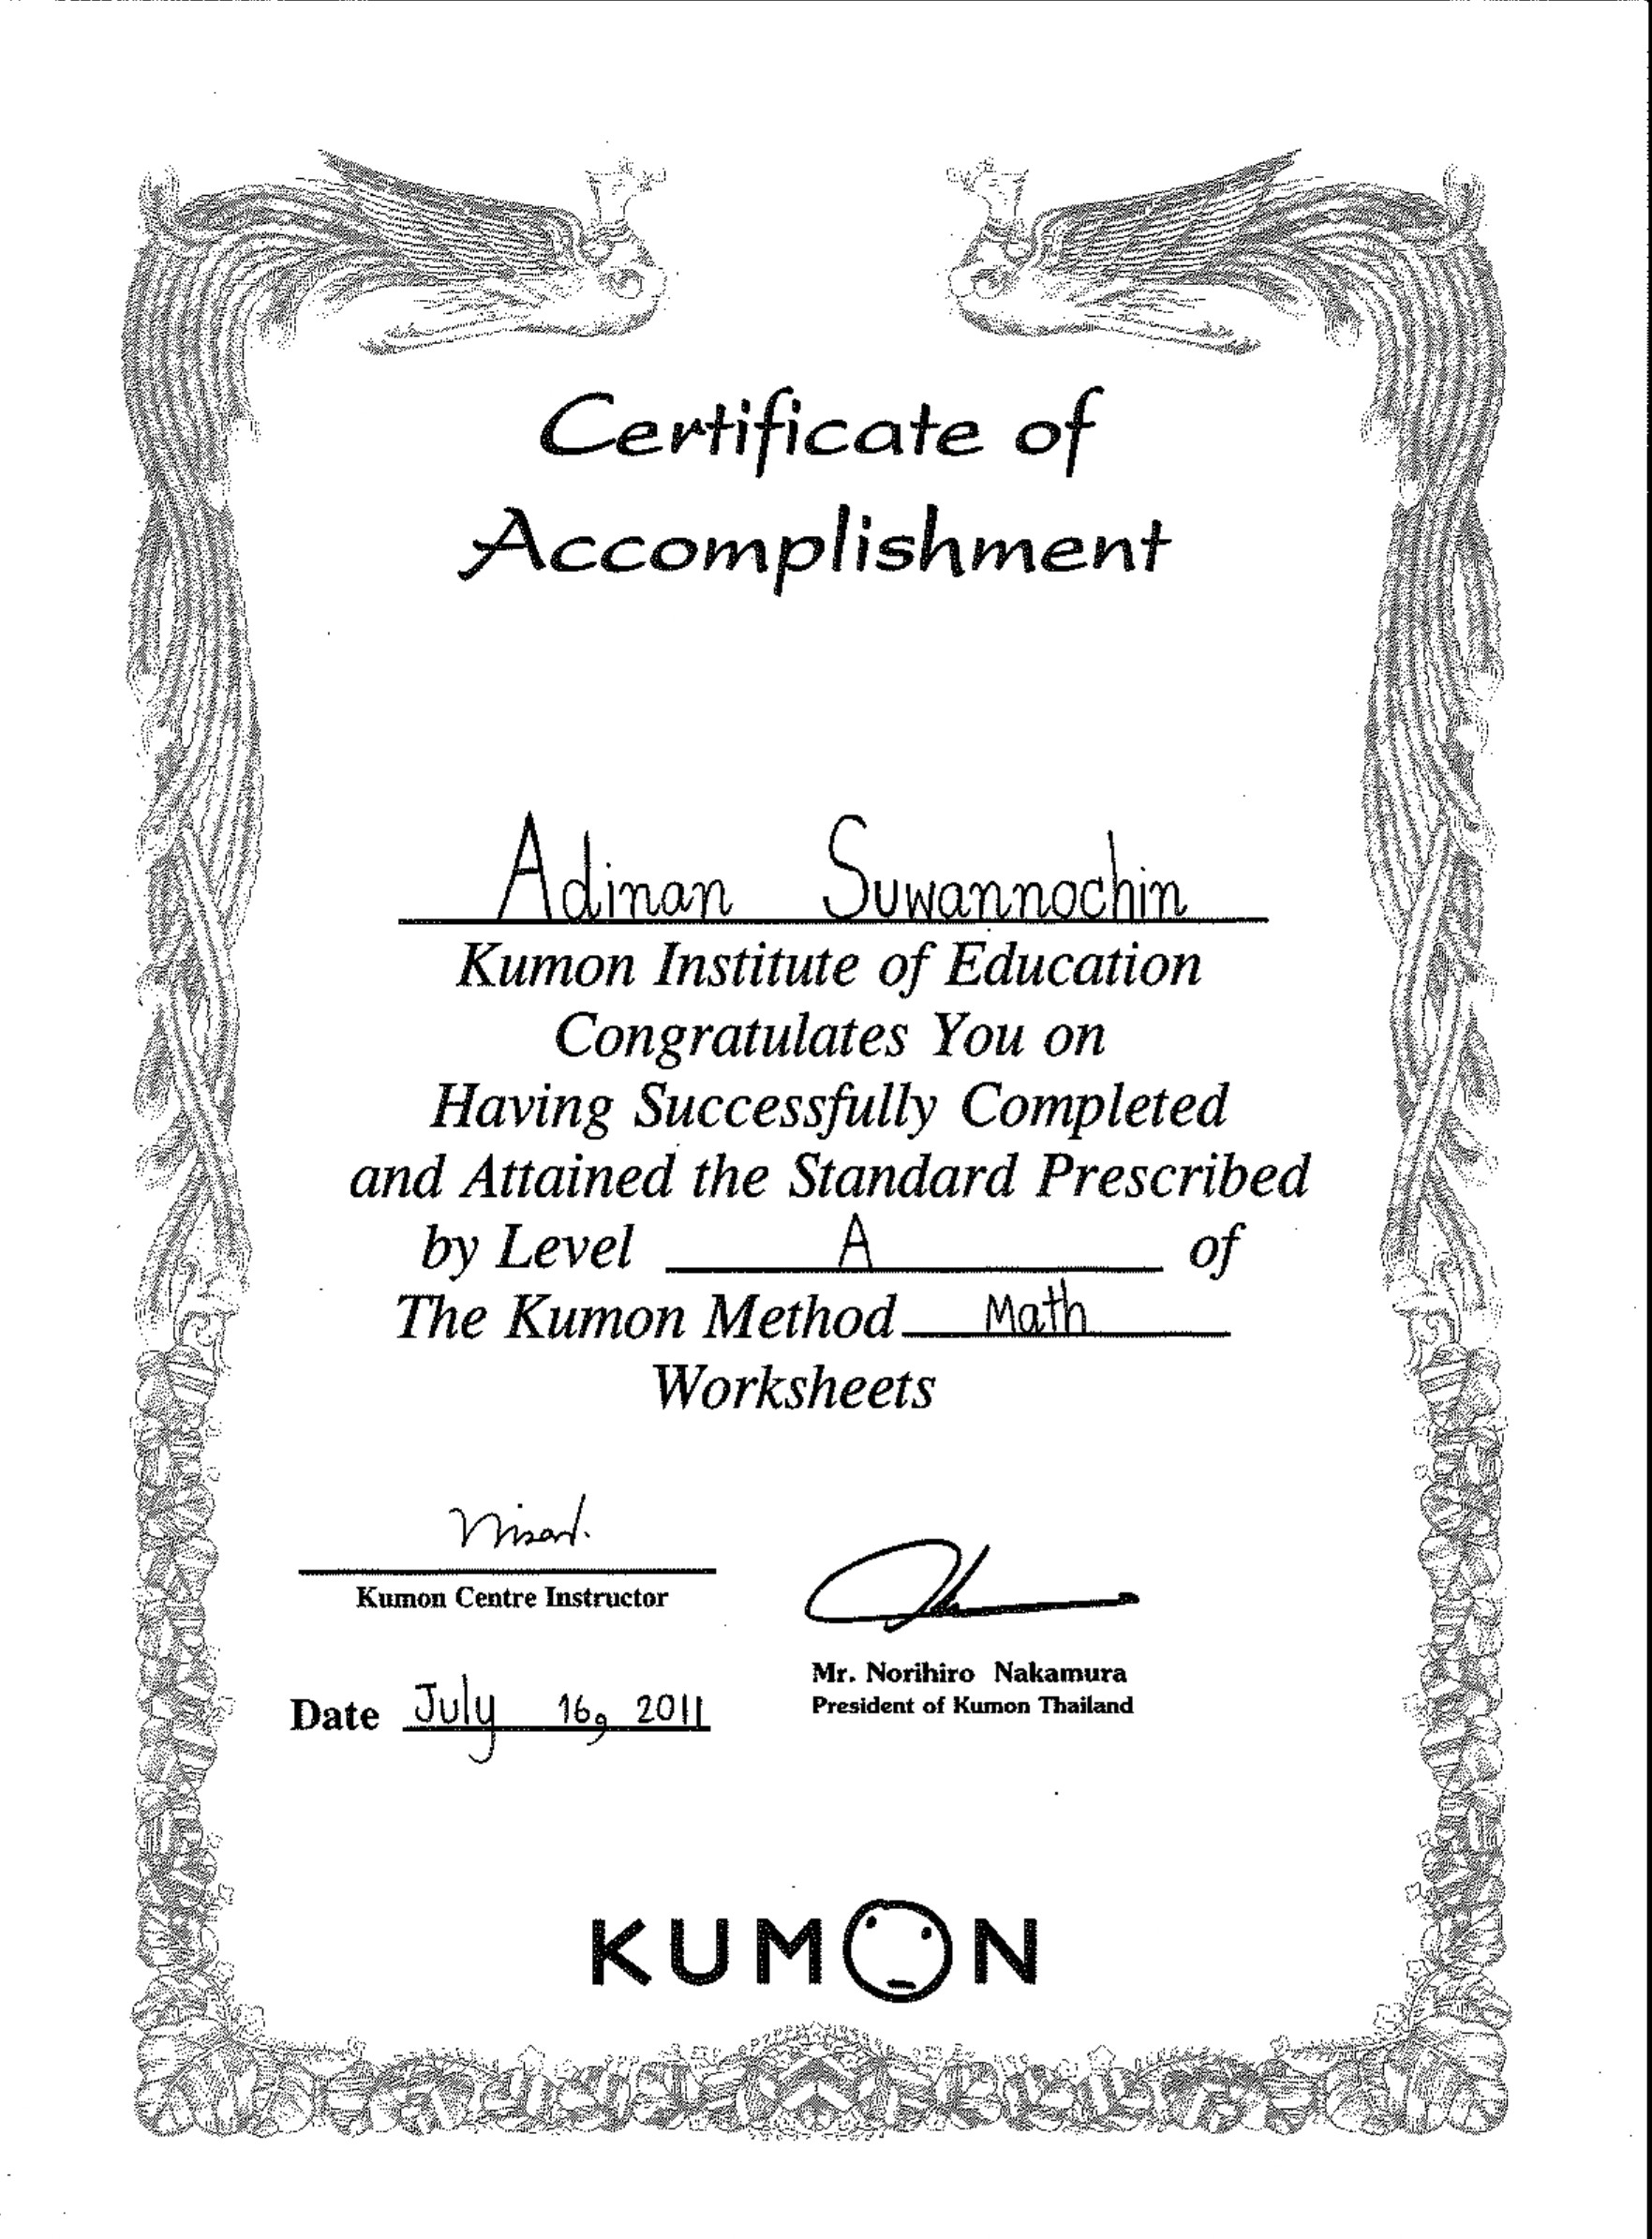 Certificate of
Accomplishment
Adinan Suwannochin
Kumon Institute of Education
Congratulates You on
Having Successfully Completed
and Attained the Standard Prescribed
by Level A of
The Kumon Method Math
Worksheets
Kumon Centre Instructor
Mr. Norihiro Nakamura
President of Kumon Thailand
Date July 16, 2011
KUMON